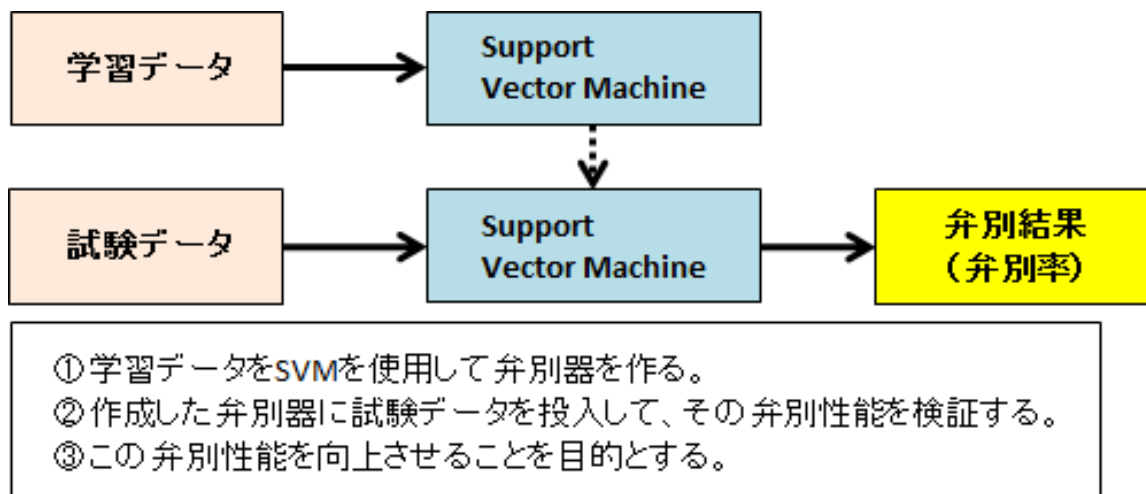 学習データ
Support
Vector Machine
試験データ
Support
Vector Machine
弁別結果
(弁別率)
①学習データをSVMを使用して弁別器を作る。
②作成した弁別器に試験データを投入して、その弁別性能を検証する。
③この弁別性能を向上させることを目的とする。